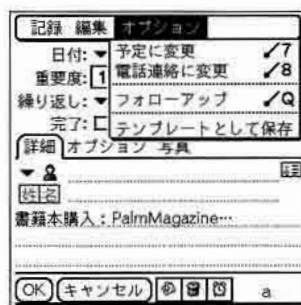 記録 編集 オプション
日付: 予定に変更 /7
重要度: 1 電話連絡に変更 /8
繰り返し: フォローアップ /Q
完了: テンプレートとして保存
詳細 オプション 写真
姓 名
書籍本購入：PalmMagazine…
OK キャンセル a